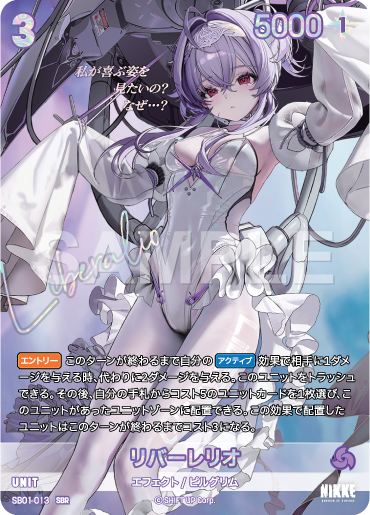 3
5000 1
私が喜ぶ姿を
見たいの?
なぜ…?
SAMPLE
Liberalio
エントリー このターンが終わるまで自分の アクティブ 効果で相手に1ダメ
ージを与える時、代わりに2ダメージを与える。このユニットをトラッシュ
できる。その後、自分の手札からコスト5のユニットカードを1枚選び、こ
のユニットがあったユニットゾーンに配置できる。この効果で配置した
ユニットはこのターンが終わるまでコスト3になる。
リバーレリオ
UNIT
エフェクト / ピルグリム
SB01-013 SBR
© SHIFT UP Corp.
NIKKE